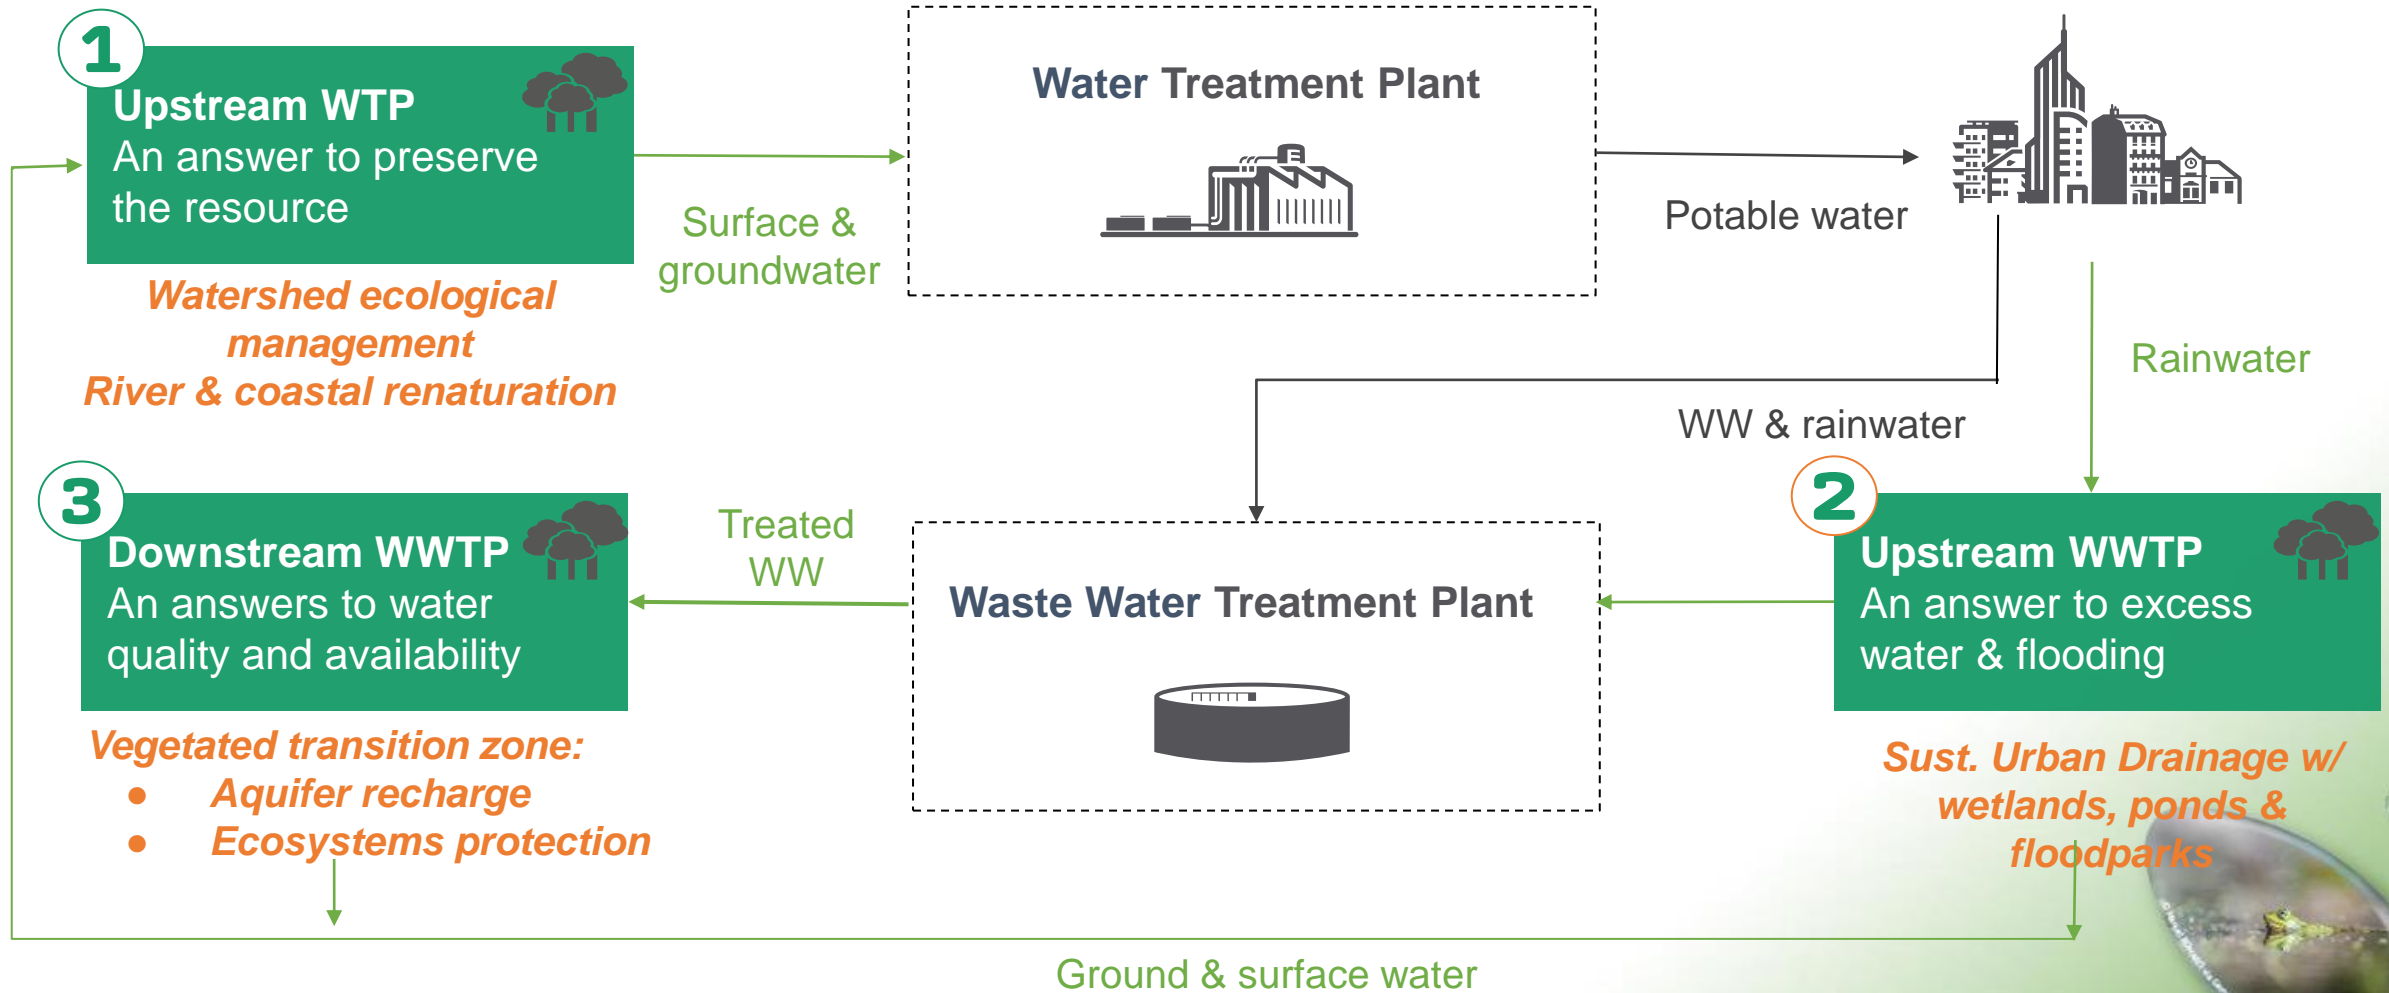 1
Upstream WTP
An answer to preserve
the resource
Watershed ecological
management
River & coastal renaturation
Surface &
groundwater
Water Treatment Plant
E
Potable water
Rainwater
WW & rainwater
2
Upstream WWTP
An answer to excess
water & flooding
Sust. Urban Drainage w/
wetlands, ponds &
floodparks
Waste Water Treatment Plant
Treated
WW
3
Downstream WWTP
An answers to water
quality and availability
Vegetated transition zone:
● Aquifer recharge
● Ecosystems protection
Ground & surface water